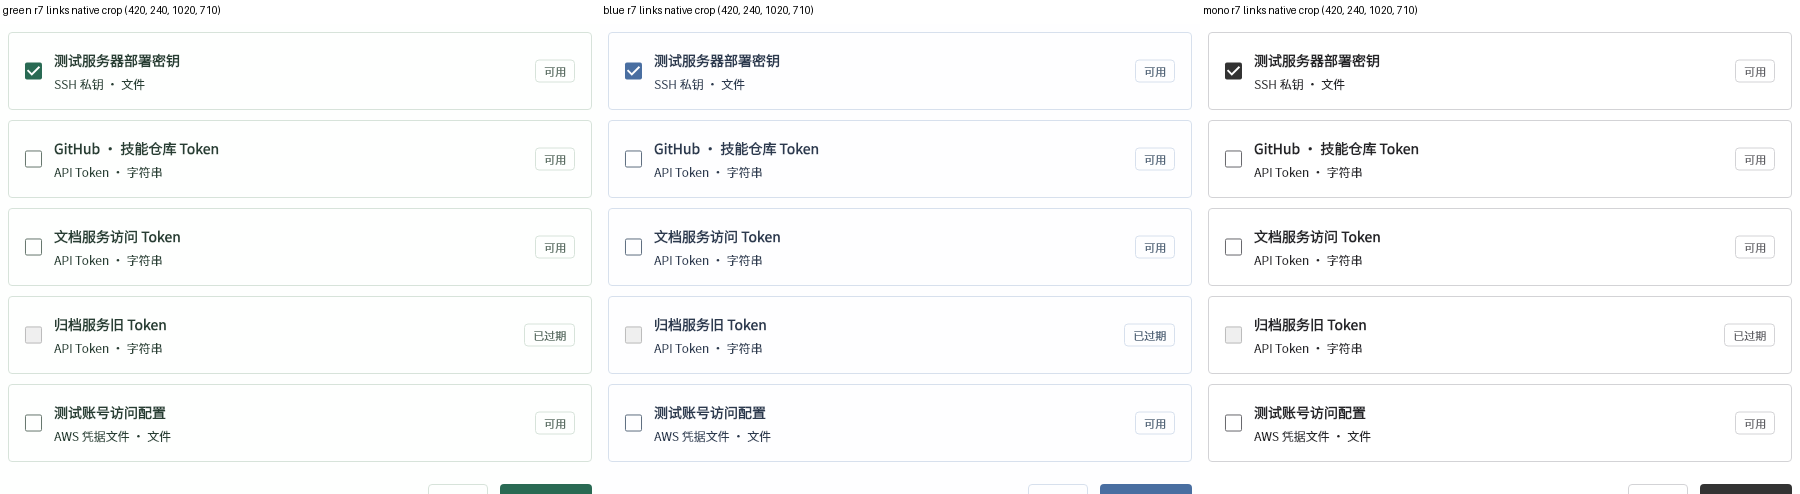 green r7 links native crop (420, 240, 1020, 710)
测试服务器部署密钥
SSH 私钥 · 文件
可用
GitHub · 技能仓库 Token
API Token · 字符串
可用
文档服务访问 Token
API Token · 字符串
可用
归档服务旧 Token
API Token · 字符串
已过期
测试账号访问配置
AWS 凭据文件 · 文件
可用
blue r7 links native crop (420, 240, 1020, 710)
测试服务器部署密钥
SSH 私钥 · 文件
可用
GitHub · 技能仓库 Token
API Token · 字符串
可用
文档服务访问 Token
API Token · 字符串
可用
归档服务旧 Token
API Token · 字符串
已过期
测试账号访问配置
AWS 凭据文件 · 文件
可用
mono r7 links native crop (420, 240, 1020, 710)
测试服务器部署密钥
SSH 私钥 · 文件
可用
GitHub · 技能仓库 Token
API Token · 字符串
可用
文档服务访问 Token
API Token · 字符串
可用
归档服务旧 Token
API Token · 字符串
已过期
测试账号访问配置
AWS 凭据文件 · 文件
可用